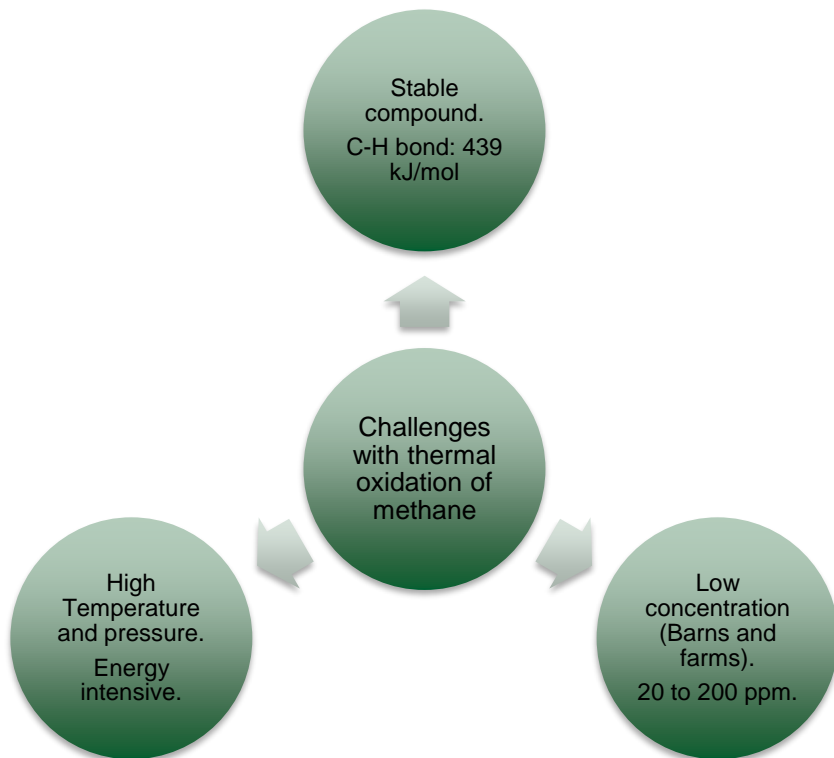 Stable
compound.
C-H bond: 439
kJ/mol
Challenges
with thermal
oxidation of
methane
High
Temperature
and pressure.
Energy
intensive.
Low
concentration
(Barns and
farms).
20 to 200 ppm.